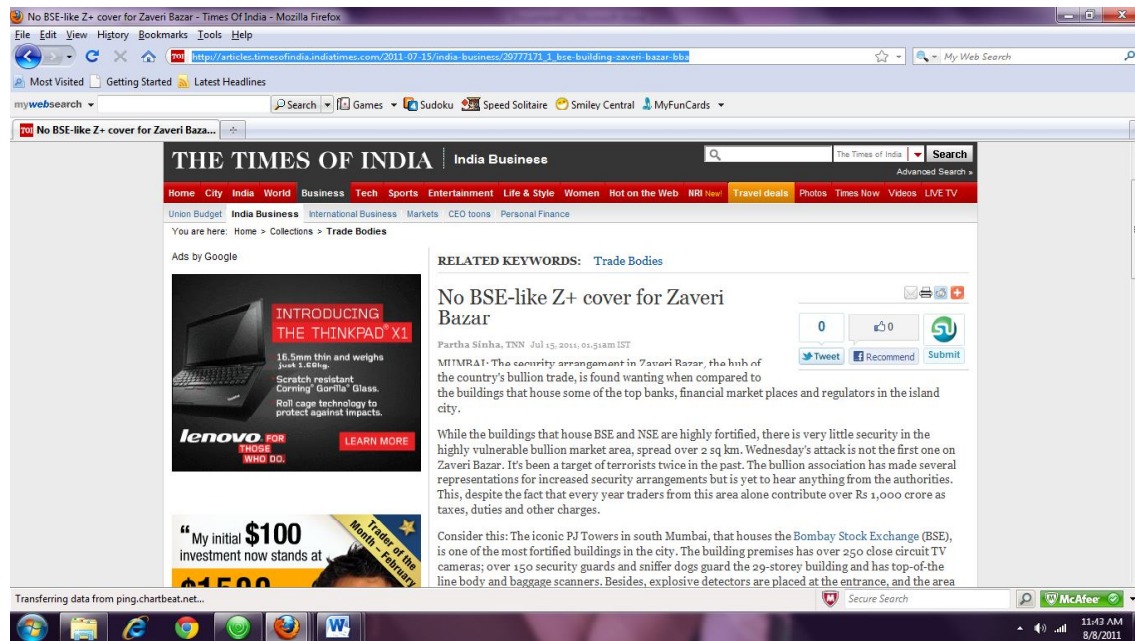 No BSE-like Z+ cover for Zaveri Bazar - Times Of India - Mozilla Firefox
File Edit View History Bookmarks Tools Help
http://articles.timesofindia.indiatimes.com/2011-07-15/india-business/29777171_1_bse-building-zaveri-bazar-bba
My Web Search
Most Visited Getting Started Latest Headlines
mywebsearch Search Games Sudoku Speed Solitaire Smiley Central MyFunCards
TOI No BSE-like Z+ cover for Zaveri Baza...
THE TIMES OF INDIA India Business The Times of India Search
Advanced Search »
Home City India World Business Tech Sports Entertainment Life & Style Women Hot on the Web NRI New! Travel deals Photos Times Now Videos LIVE TV
Union Budget India Business International Business Markets CEO toons Personal Finance
You are here: Home > Collections > Trade Bodies
Ads by Google
INTRODUCING
THE THINKPAD® X1
16.5mm thin and weighs
just 1.69kg.
Scratch resistant
Corning® Gorilla® Glass.
Roll cage technology to
protect against impacts.
lenovo FOR
THOSE
WHO DO.
LEARN MORE
"My initial $100
investment now stands at
$1500
Trader of the
Month - February
RELATED KEYWORDS: Trade Bodies
No BSE-like Z+ cover for Zaveri
Bazar
Partha Sinha, TNN Jul 15, 2011, 01.51am IST
0 0
Tweet Recommend Submit
MUMBAI: The security arrangement in Zaveri Bazar, the hub of
the country's bullion trade, is found wanting when compared to
the buildings that house some of the top banks, financial market places and regulators in the island
city.
While the buildings that house BSE and NSE are highly fortified, there is very little security in the
highly vulnerable bullion market area, spread over 2 sq km. Wednesday's attack is not the first one on
Zaveri Bazar. It's been a target of terrorists twice in the past. The bullion association has made several
representations for increased security arrangements but is yet to hear anything from the authorities.
This, despite the fact that every year traders from this area alone contribute over Rs 1,000 crore as
taxes, duties and other charges.
Consider this: The iconic PJ Towers in south Mumbai, that houses the Bombay Stock Exchange (BSE),
is one of the most fortified buildings in the city. The building premises has over 250 close circuit TV
cameras; over 150 security guards and sniffer dogs guard the 29-storey building and has top-of-the
line body and baggage scanners. Besides, explosive detectors are placed at the entrance, and the area
Transferring data from ping.chartbeat.net...
Secure Search McAfee
11:43 AM
8/8/2011